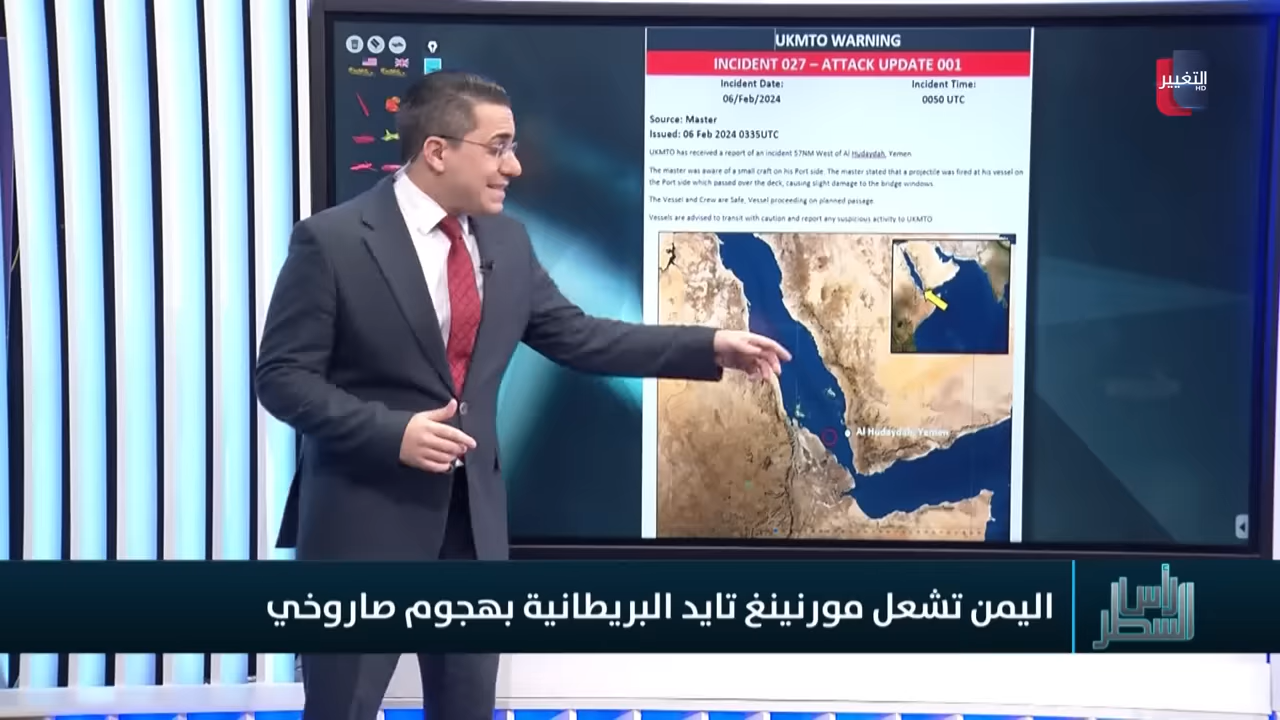 UKMTO WARNING
INCIDENT 027 – ATTACK UPDATE 001
Incident Date:
06/Feb/2024
Incident Time:
0050 UTC
Source: Master
Issued: 06 Feb 2024 0335UTC
UKMTO has received a report of an incident 57NM West of Al Hudaydah, Yemen.
The master was aware of a small craft on his Port side. The master stated that a projectile was fired at his vessel on
the Port side which passed over the deck, causing slight damage to the bridge windows.
The Vessel and Crew are Safe, Vessel proceeding on planned passage.
Vessels are advised to transit with caution and report any suspicious activity to UKMTO
Al Hudaydah, Yemen
التغيير
HD
اليمن تشعل مورنينغ تايد البريطانية بهجوم صاروخي
رأس
السطر